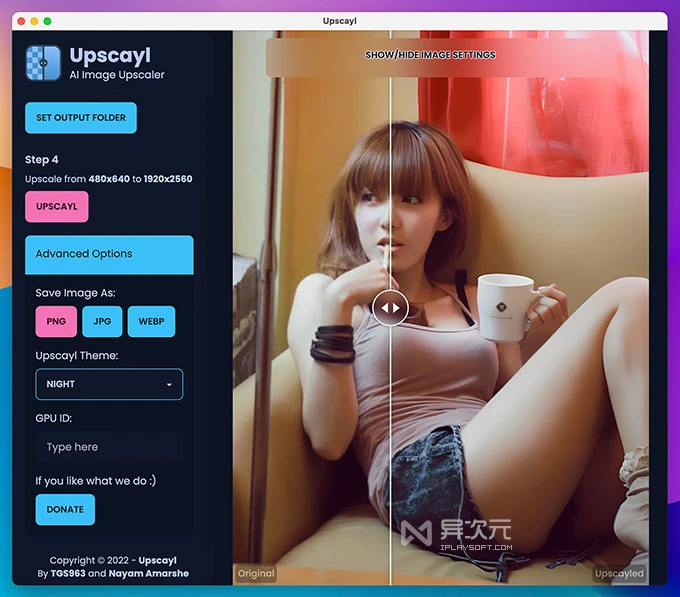 Upscayl
Upscayl
AI Image Upscaler
SET OUTPUT FOLDER
Step 4
Upscale from 480x640 to 1920x2560
UPSCAYL
Advanced Options
Save Image As:
PNG
JPG
WEBP
Upscayl Theme:
NIGHT
GPU ID:
Type here
If you like what we do :)
DONATE
Copyright © 2022 - Upscayl
By TGS963 and Nayam Amarshe
SHOW/HIDE IMAGE SETTINGS
异次元
IPLAYSOFT.COM
Original
Upscayled